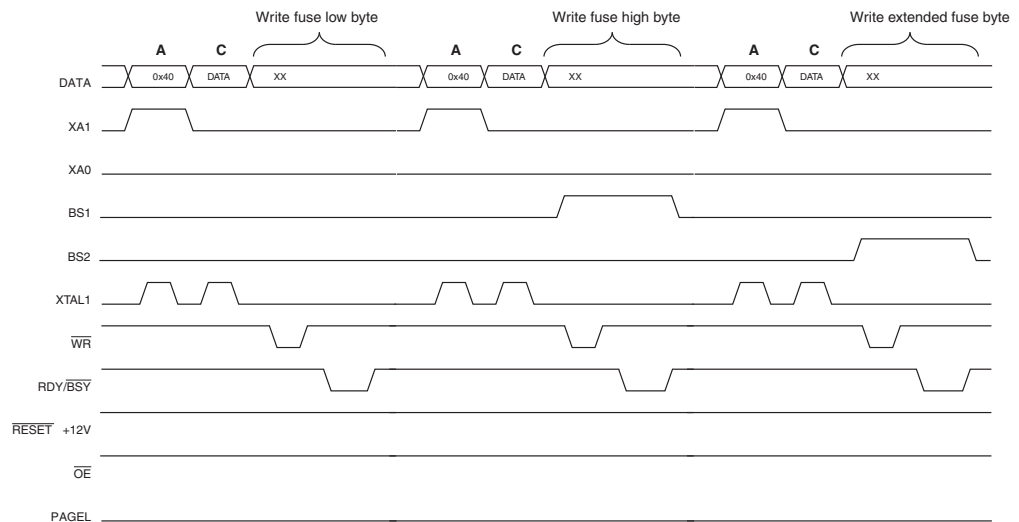 Write fuse low byte Write fuse high byte Write extended fuse byte
A C A C A C
DATA 0x40 DATA XX 0x40 DATA XX 0x40 DATA XX
XA1
XA0
BS1
BS2
XTAL1
WR
RDY/BSY
RESET +12V
OE
PAGEL